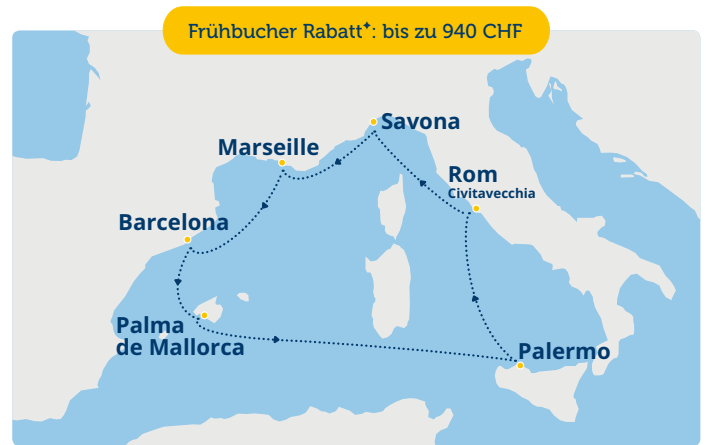 Frühbucher Rabatt✦: bis zu 940 CHF
Savona
Marseille
Rom
Civitavecchia
Barcelona
Palma
de Mallorca
Palermo